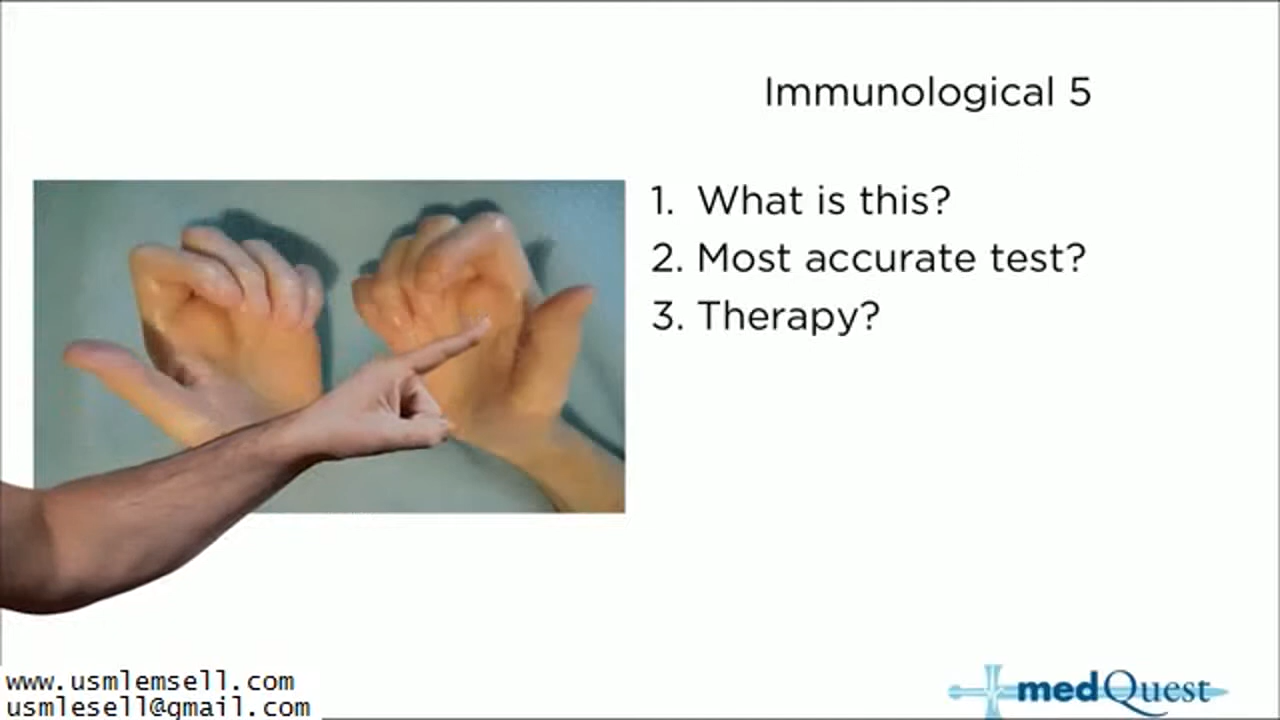 Immunological 5
1. What is this?
2. Most accurate test?
3. Therapy?
www.usmlemsell.com
usmlesell@gmail.com
medQuest